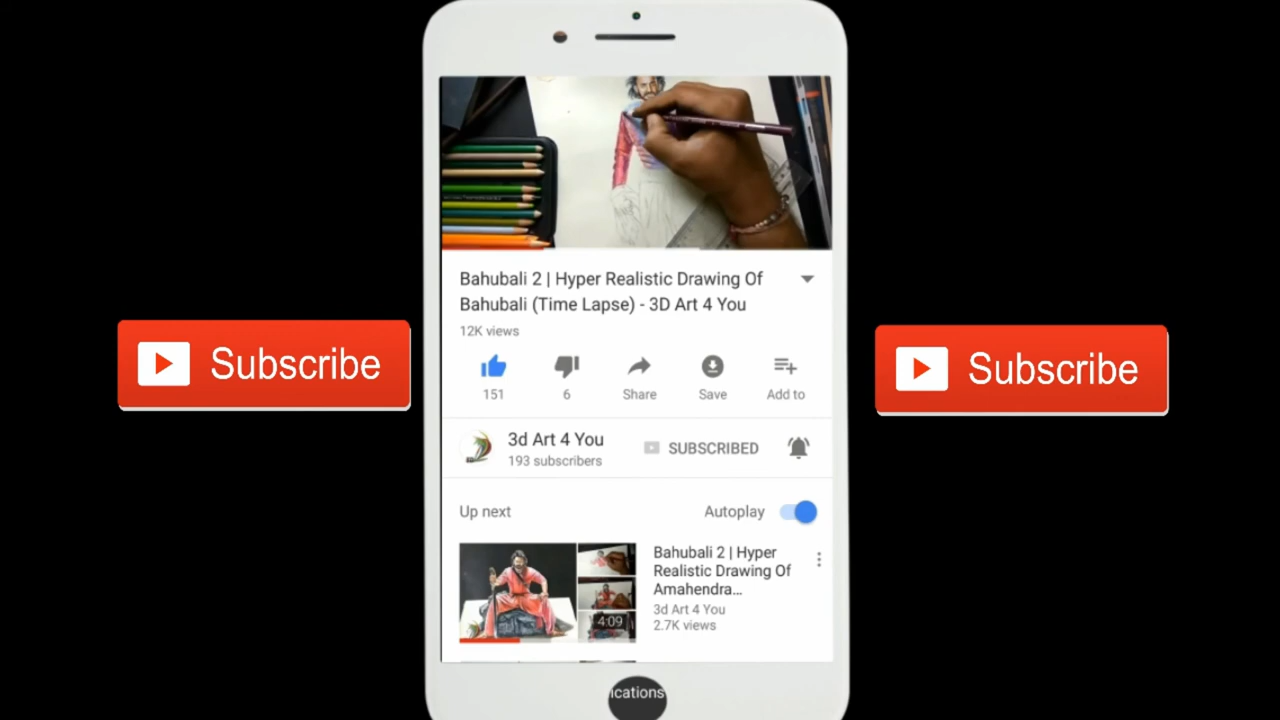 Bahubali 2 | Hyper Realistic Drawing Of
Bahubali (Time Lapse) - 3D Art 4 You
12K views
151
6
Share
Save
Add to
Subscribe
Subscribe
3d Art 4 You
193 subscribers
SUBSCRIBED
Up next
Autoplay
Bahubali 2 | Hyper
Realistic Drawing Of
Amahendra...
3d Art 4 You
2.7K views
4:09
ications